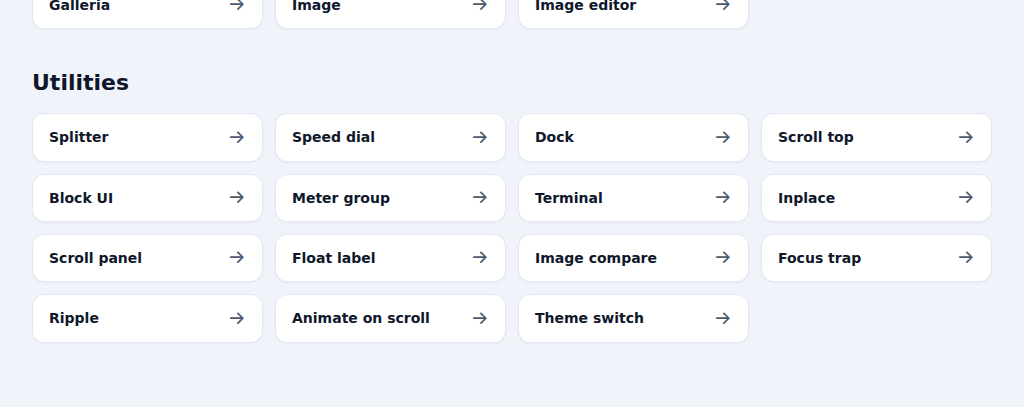 Galleria
Image
Image editor
Utilities
Splitter
Speed dial
Dock
Scroll top
Block UI
Meter group
Terminal
Inplace
Scroll panel
Float label
Image compare
Focus trap
Ripple
Animate on scroll
Theme switch